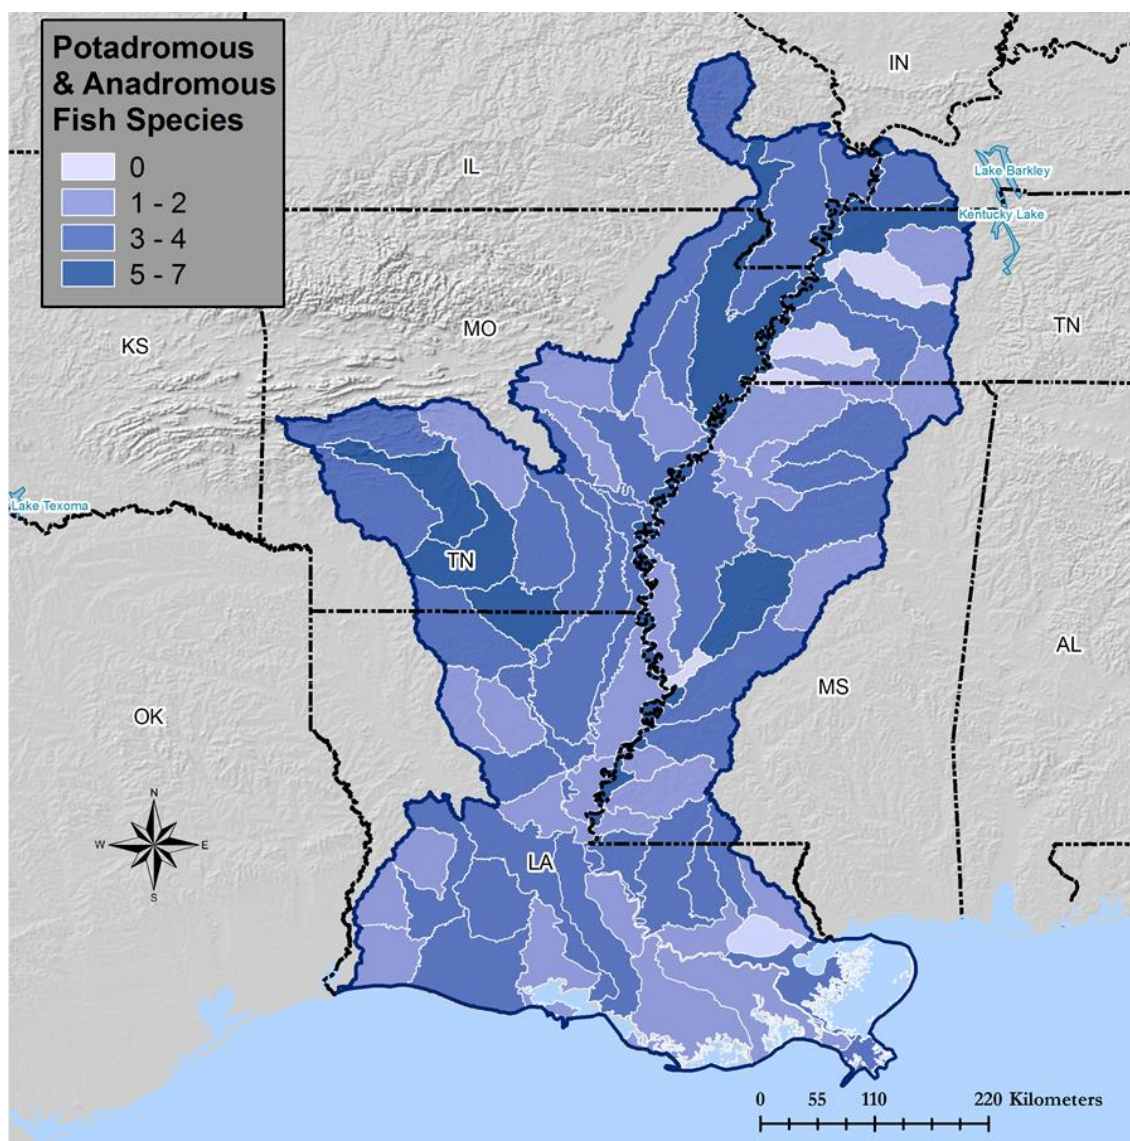 Potadromous
& Anadromous
Fish Species
0
1 - 2
3 - 4
5 - 7
IN
IL
Lake Barkley
Kentucky Lake
KS
MO
TN
Lake Texoma
TN
AL
MS
OK
N
W E
S
LA
0 55 110 220 Kilometers